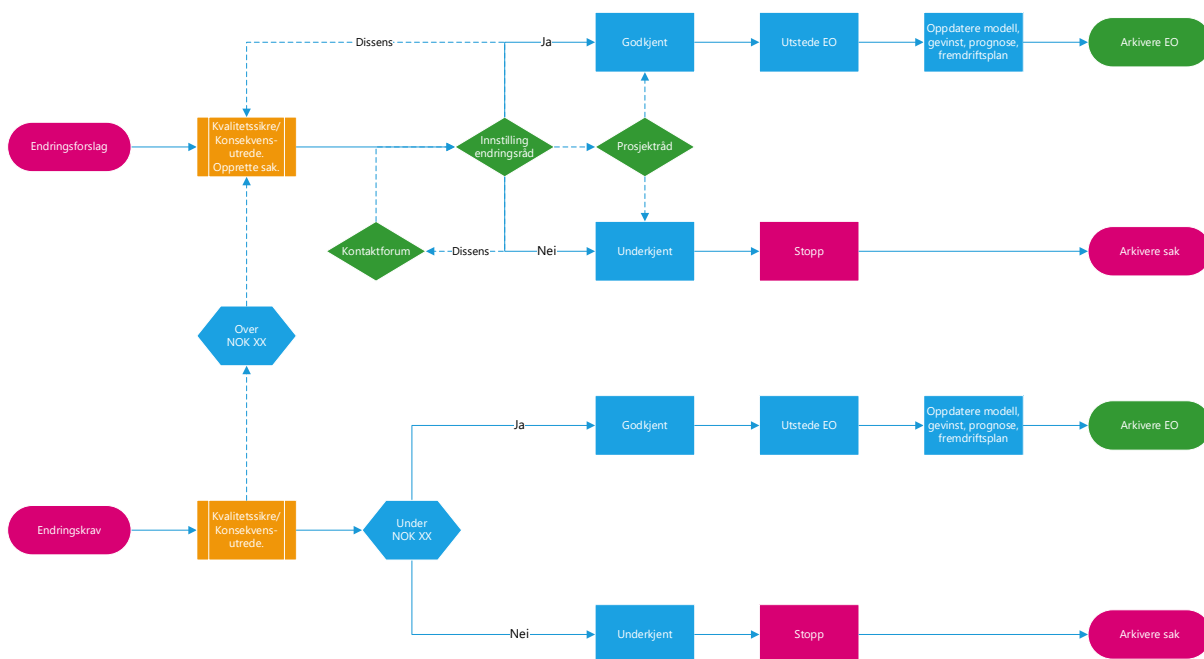 Dissens
Ja
Godkjent
Utstede EO
Oppdatere modell,
gevinst, prognose,
fremdriftsplan
Arkivere EO
Endringsforslag
Kvalitetssikre/
Konsekvens-
utrede.
Opprette sak.
Innstilling
endringsråd
Prosjektråd
Kontaktforum
Dissens
Nei
Underkjent
Stopp
Arkivere sak
Over
NOK XX
Ja
Godkjent
Utstede EO
Oppdatere modell,
gevinst, prognose,
fremdriftsplan
Arkivere EO
Endringskrav
Kvalitetssikre/
Konsekvens-
utrede.
Under
NOK XX
Nei
Underkjent
Stopp
Arkivere sak